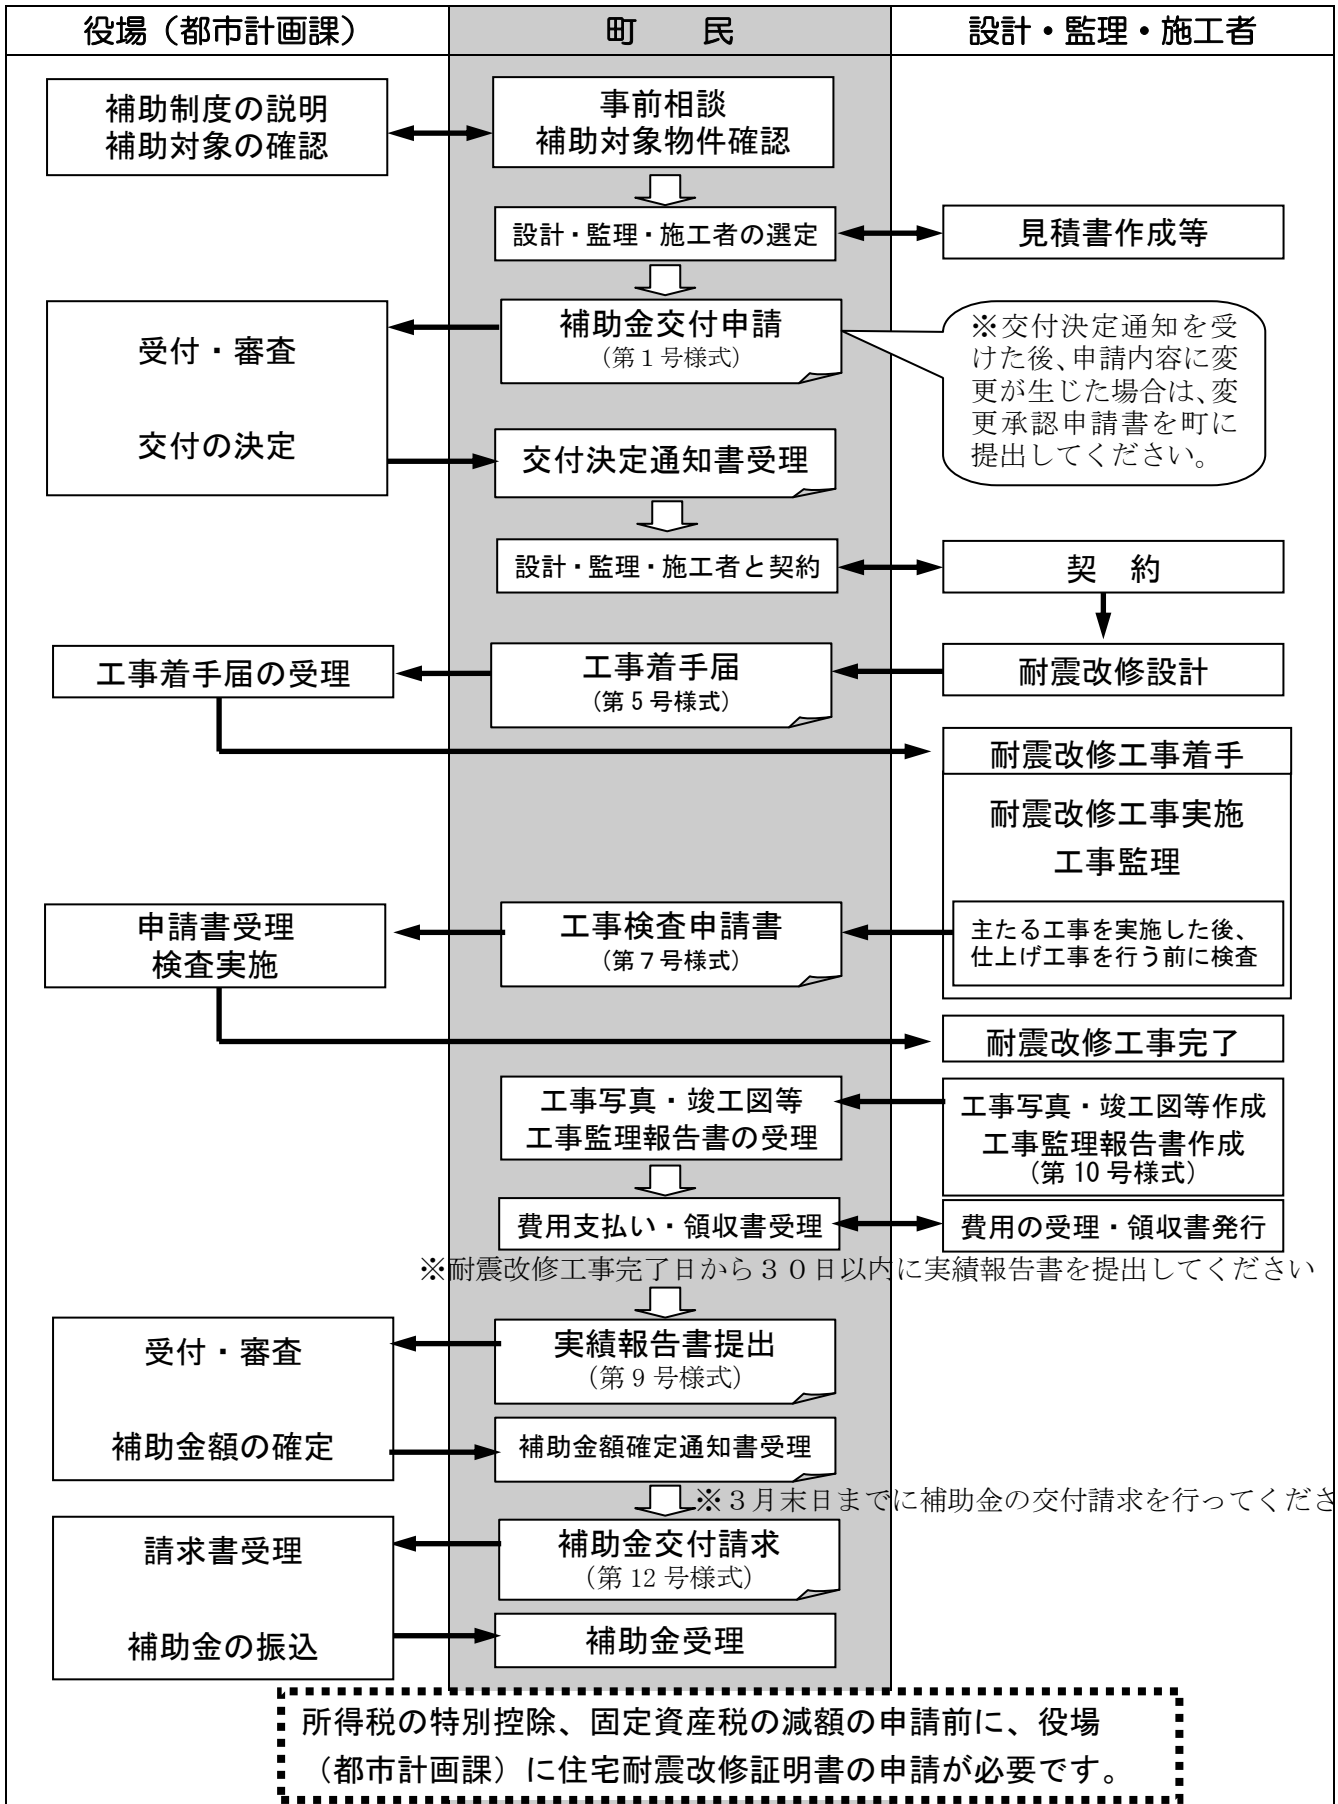 役場（都市計画課）
町　民
設計・監理・施工者
補助制度の説明
補助対象の確認
事前相談
補助対象物件確認
設計・監理・施工者の選定
見積書作成等
受付・審査
交付の決定
補助金交付申請
（第１号様式）
※交付決定通知を受
けた後、申請内容に変
更が生じた場合は、変
更承認申請書を町に
提出してください。
交付決定通知書受理
設計・監理・施工者と契約
契　約
工事着手届の受理
工事着手届
（第５号様式）
耐震改修設計
耐震改修工事着手
耐震改修工事実施
工事監理
申請書受理
検査実施
工事検査申請書
（第７号様式）
主たる工事を実施した後、
仕上げ工事を行う前に検査
耐震改修工事完了
工事写真・竣工図等
工事監理報告書の受理
工事写真・竣工図等作成
工事監理報告書作成
（第 10 号様式）
費用支払い・領収書受理
費用の受理・領収書発行
※耐震改修工事完了日から３０日以内に実績報告書を提出してください
受付・審査
補助金額の確定
実績報告書提出
（第９号様式）
補助金額確定通知書受理
※３月末日までに補助金の交付請求を行ってくださ
請求書受理
補助金の振込
補助金交付請求
（第 12 号様式）
補助金受理
所得税の特別控除、固定資産税の減額の申請前に、役場
（都市計画課）に住宅耐震改修証明書の申請が必要です。